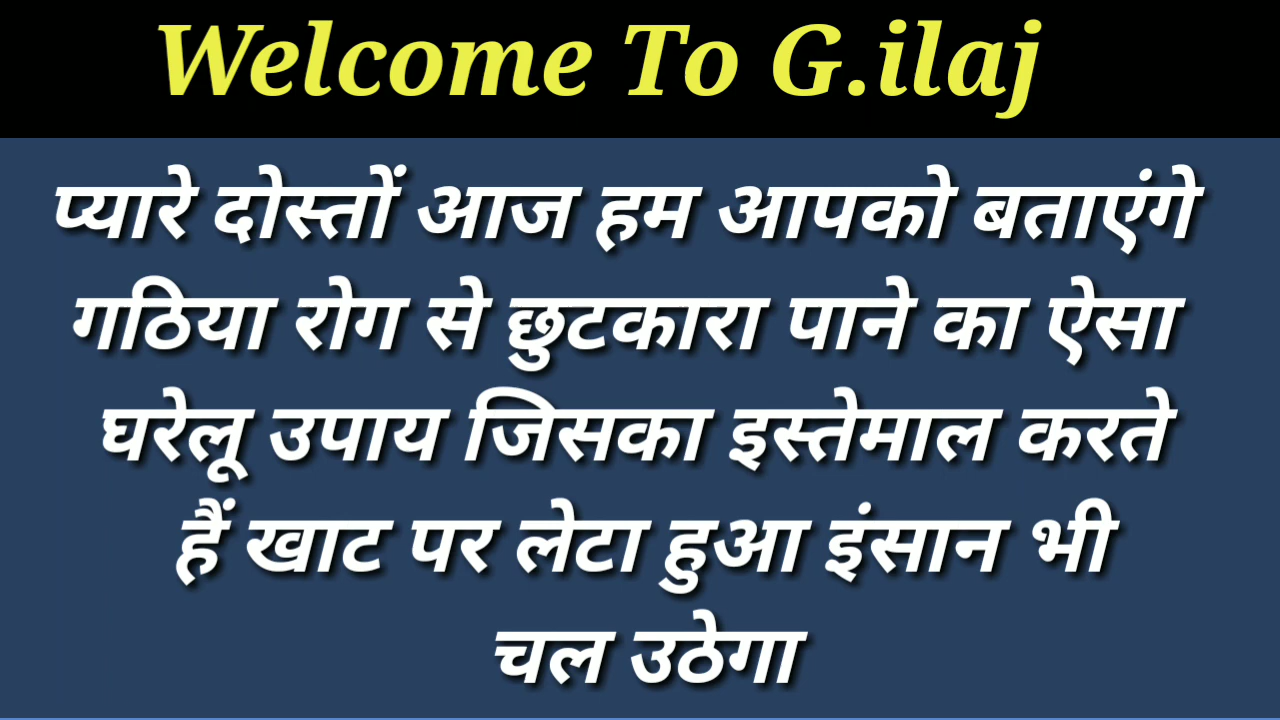 Welcome To G.ilaj
प्यारे दोस्तों आज हम आपको बताएंगे
गठिया रोग से छुटकारा पाने का ऐसा
घरेलू उपाय जिसका इस्तेमाल करते
हैं खाट पर लेटा हुआ इंसान भी
चल उठेगा